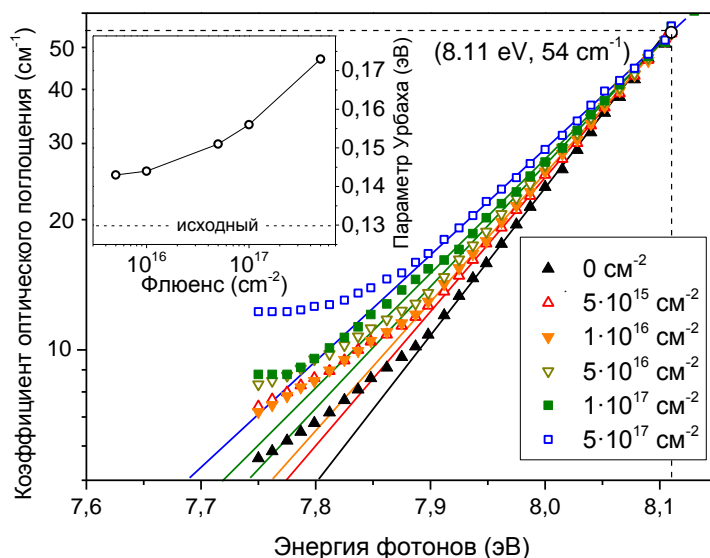 50
40
30
20
10
7,6
7,7
7,8
7,9
8,0
8,1
Коэффициент оптического поглощения (см⁻¹)
Энергия фотонов (эВ)
(8.11 eV, 54 cm⁻¹)
0,17
0,16
0,15
0,14
0,13
Параметр Урбаха (эВ)
исходный
10¹⁶
10¹⁷
Флюенс (cm⁻²)
0 см⁻²
5·10¹⁵ см⁻²
1·10¹⁶ см⁻²
5·10¹⁶ см⁻²
1·10¹⁷ см⁻²
5·10¹⁷ см⁻²